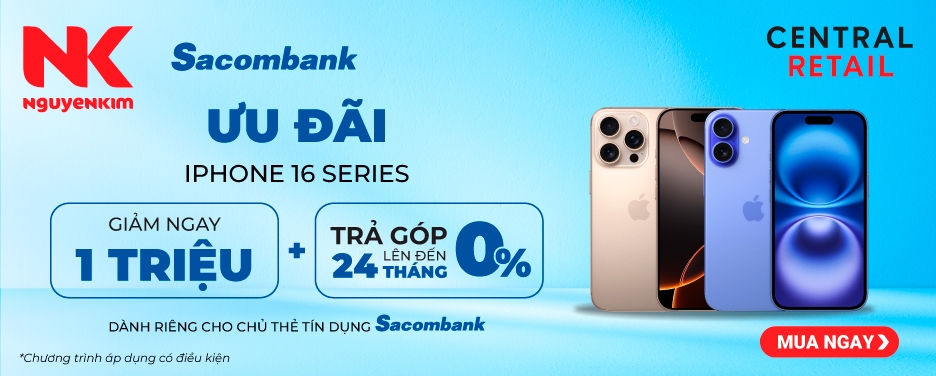 NK
NGUYENKIM
Sacombank
CENTRAL
RETAIL
ƯU ĐÃI
IPHONE 16 SERIES
GIẢM NGAY
1 TRIỆU
+
TRẢ GÓP
LÊN ĐẾN
24 THÁNG
0%
DÀNH RIÊNG CHO CHỦ THẺ TÍN DỤNG Sacombank
*Chương trình áp dụng có điều kiện
MUA NGAY